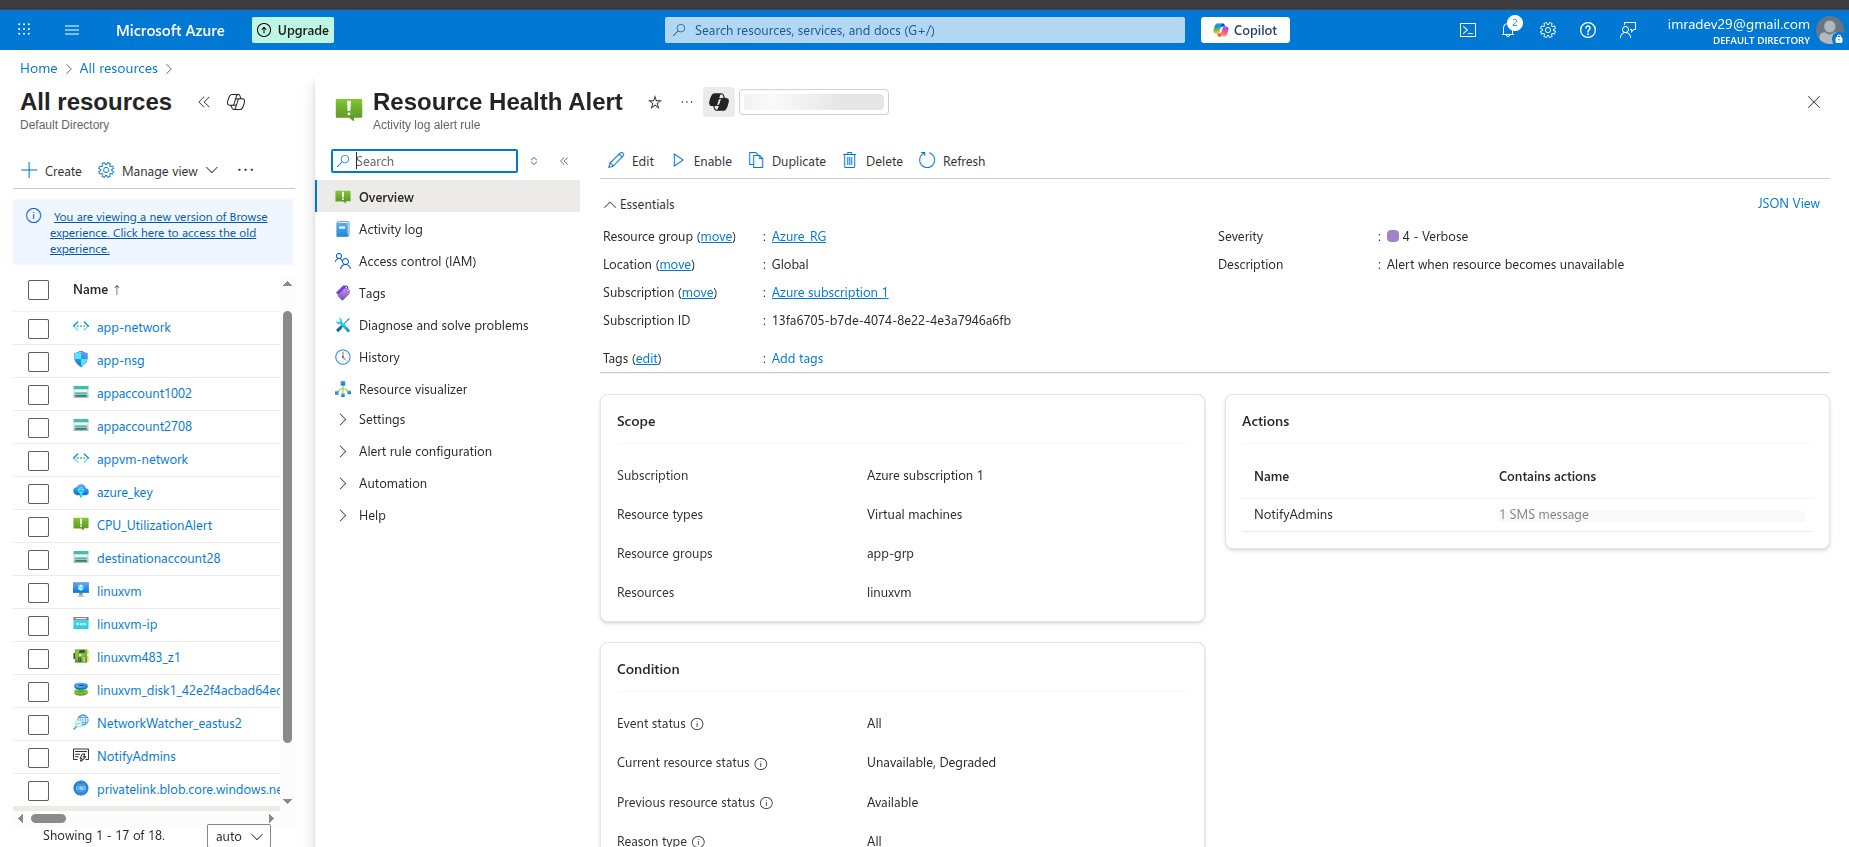 Microsoft Azure
Upgrade
Search resources, services, and docs (G+/)
Copilot
2
imradev29@gmail.com
DEFAULT DIRECTORY
Home > All resources >
All resources
Default Directory
Create Manage view ...
You are viewing a new version of Browse
experience. Click here to access the old
experience.
Name ↑
app-network
app-nsg
appaccount1002
appaccount2708
appvm-network
azure_key
CPU_UtilizationAlert
destinationaccount28
linuxvm
linuxvm-ip
linuxvm483_z1
linuxvm_disk1_42e2f4acbad64ec
NetworkWatcher_eastus2
NotifyAdmins
privatelink.blob.core.windows.ne
Showing 1 - 17 of 18.
auto
Resource Health Alert
Activity log alert rule
Search
Overview
Activity log
Access control (IAM)
Tags
Diagnose and solve problems
History
Resource visualizer
Settings
Alert rule configuration
Automation
Help
Edit Enable Duplicate Delete Refresh
Essentials
JSON View
Resource group (move) : Azure_RG
Location (move) : Global
Subscription (move) : Azure subscription 1
Subscription ID : 13fa6705-b7de-4074-8e22-4e3a7946a6fb
Severity : 4 - Verbose
Description : Alert when resource becomes unavailable
Tags (edit) : Add tags
Scope
Subscription Azure subscription 1
Resource types Virtual machines
Resource groups app-grp
Resources linuxvm
Actions
Name Contains actions
NotifyAdmins 1 SMS message
Condition
Event status All
Current resource status Unavailable, Degraded
Previous resource status Available
Reason type All